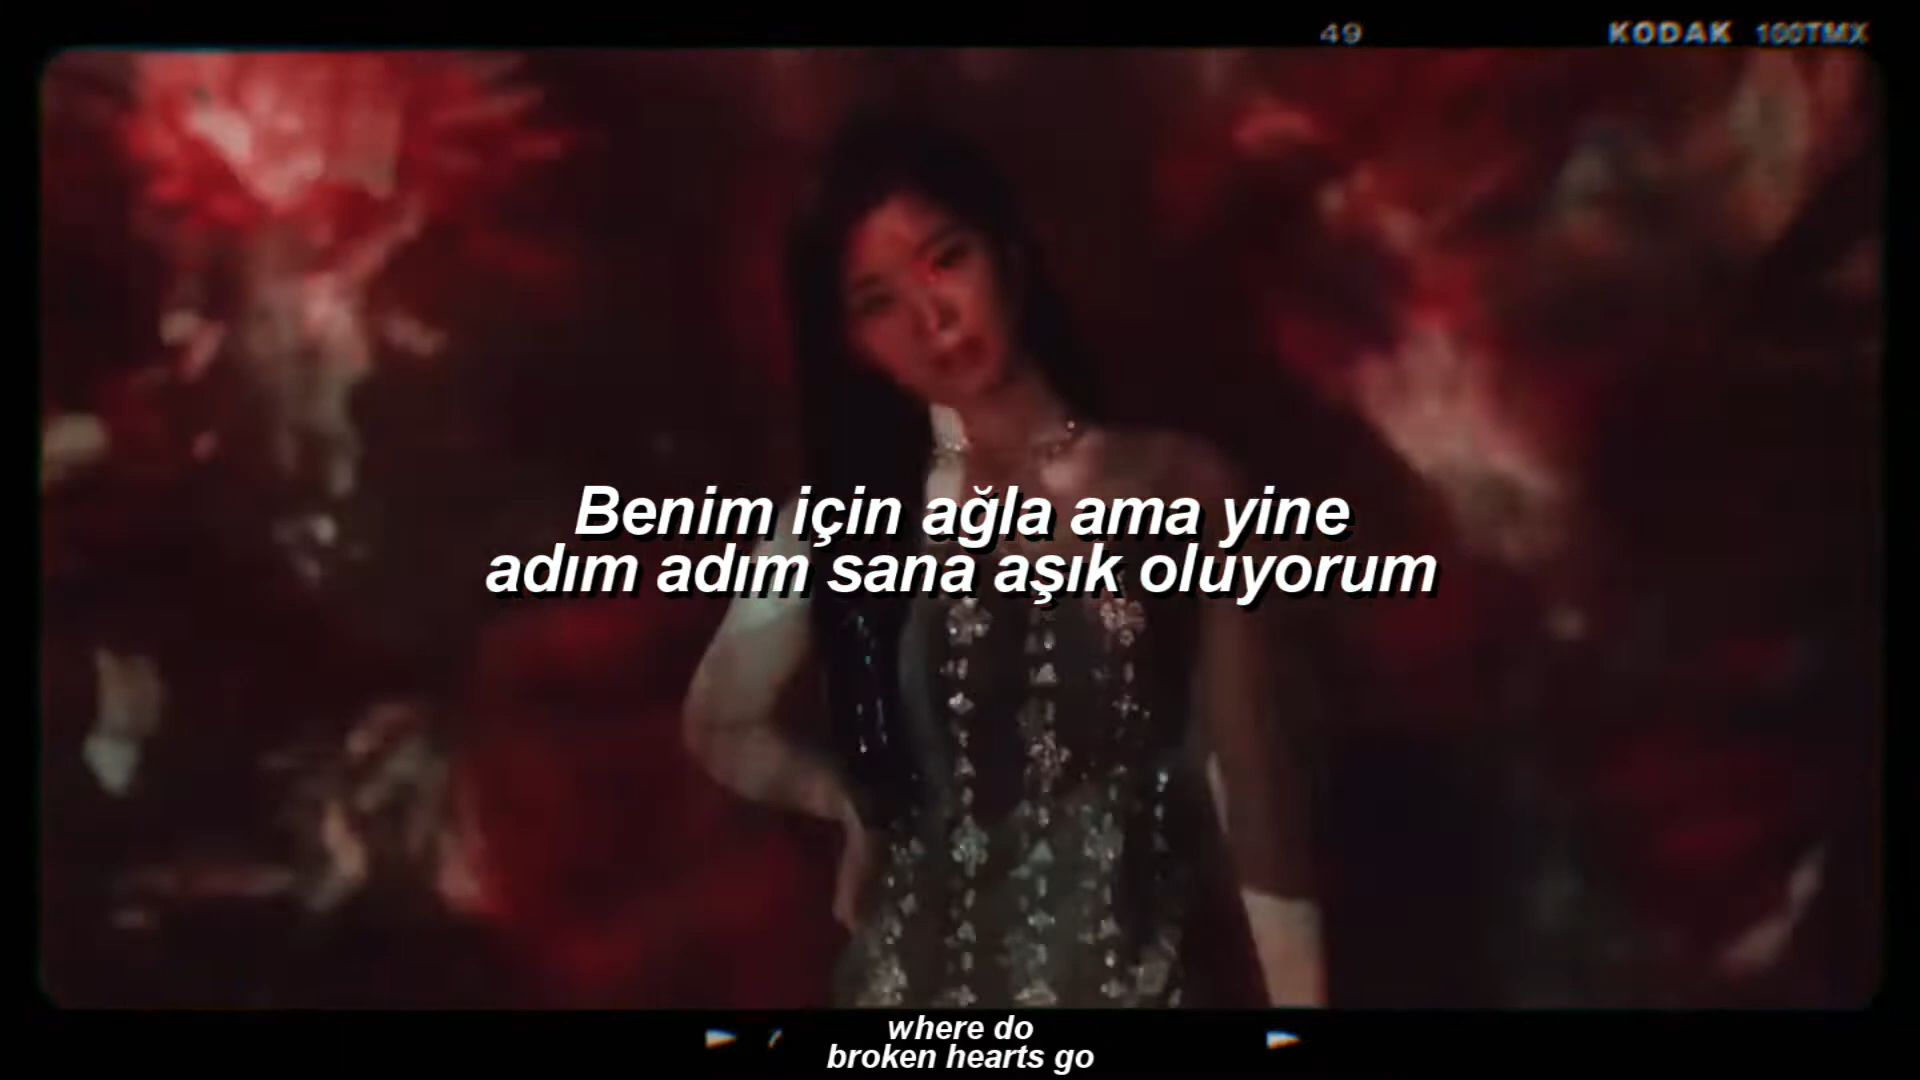 49 KODAK 100TMX
Benim için ağla ama yine
adım adım sana aşık oluyorum
where do
broken hearts go